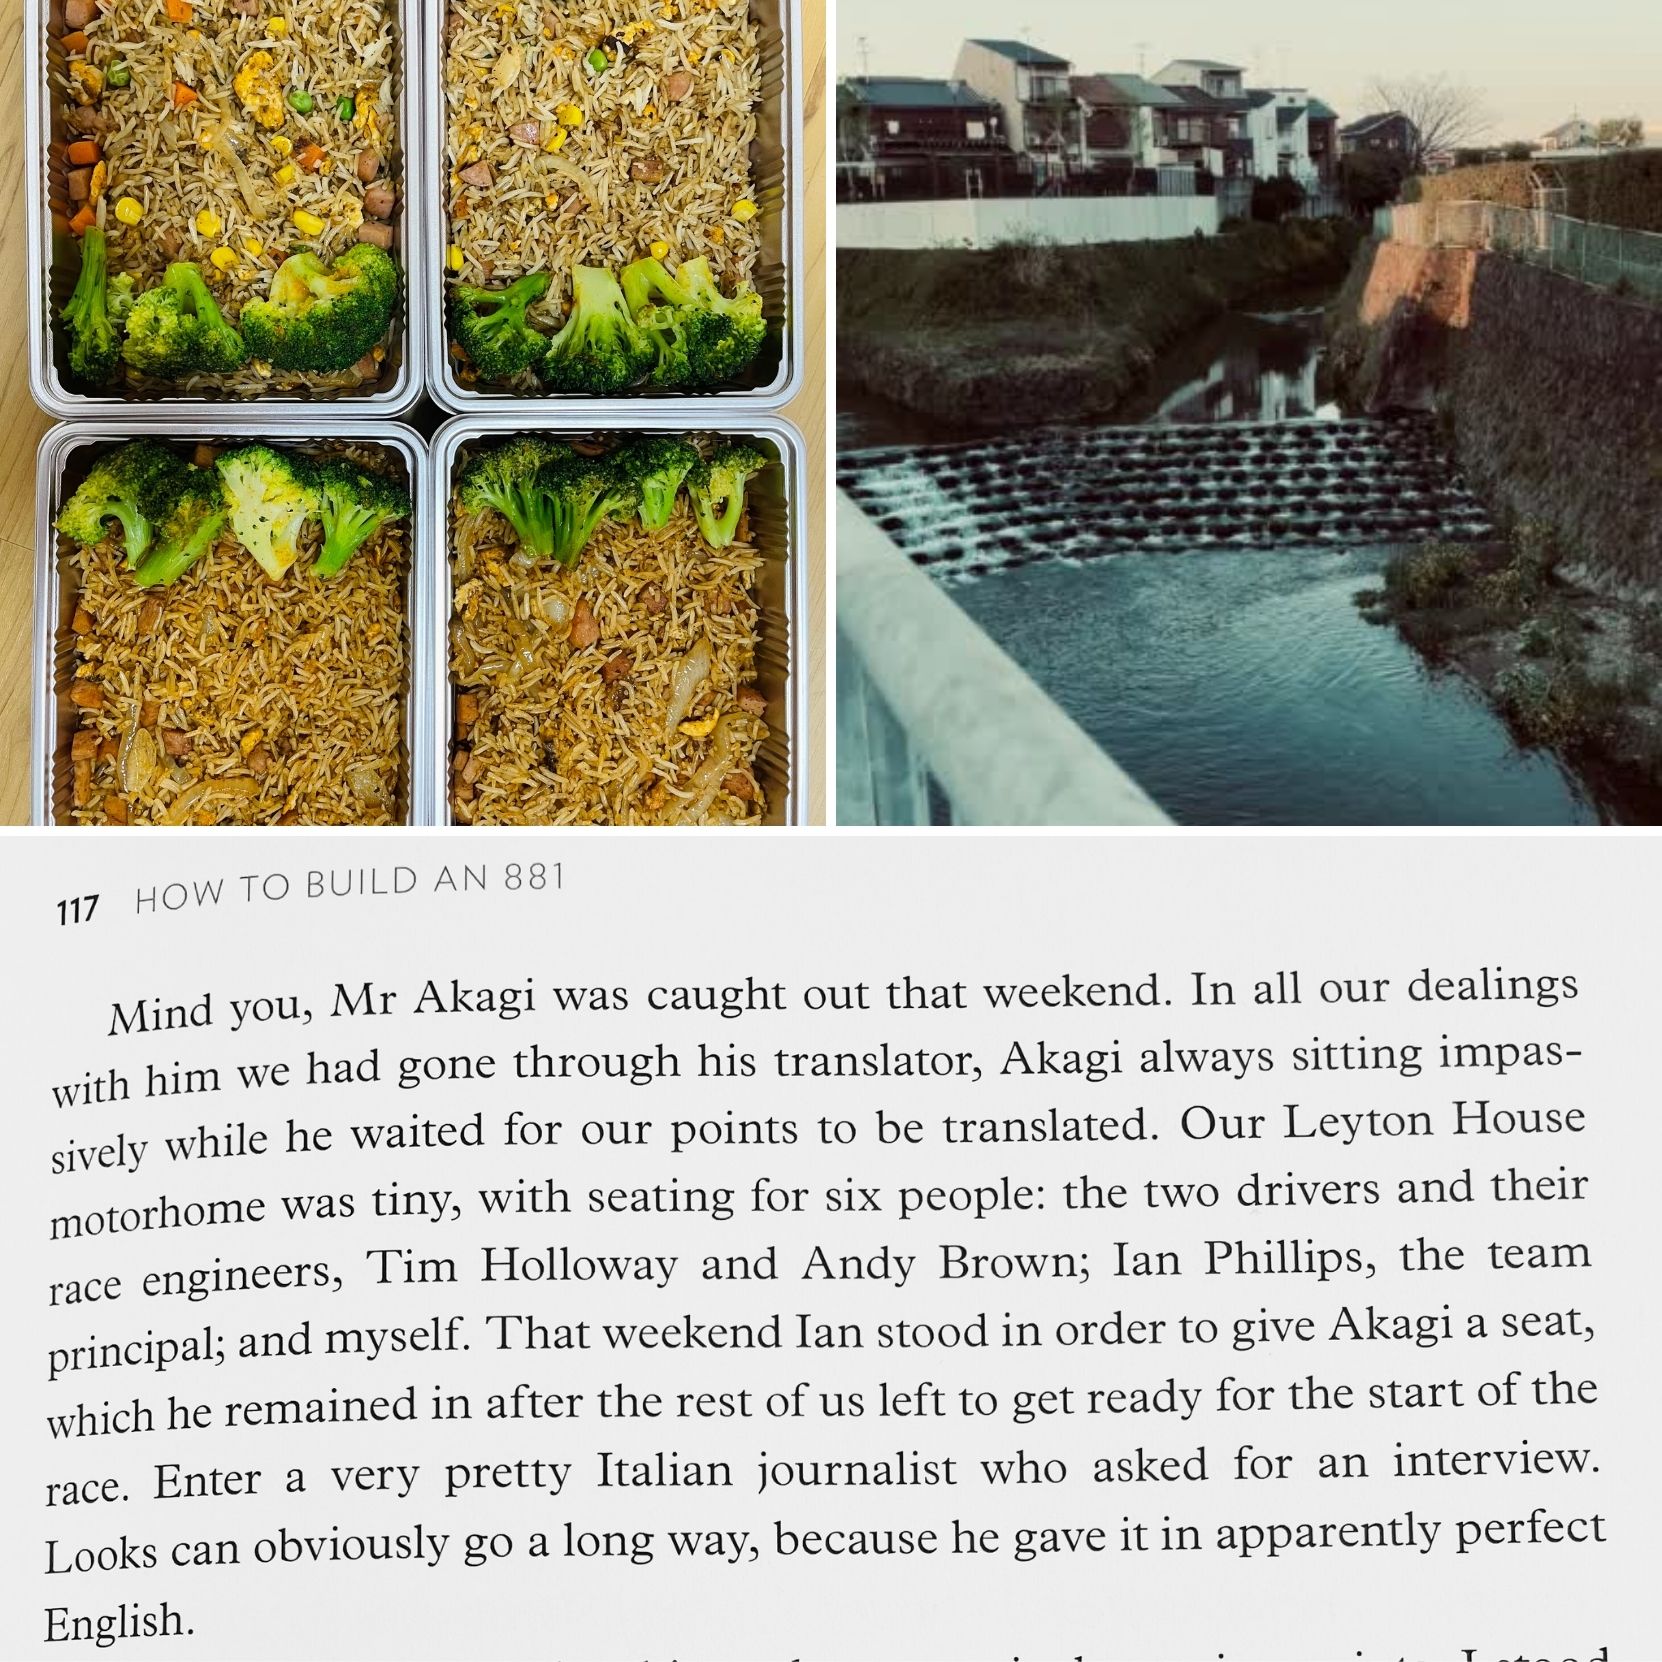 117 HOW TO BUILD AN 881
Mind you, Mr Akagi was caught out that weekend. In all our dealings
with him we had gone through his translator, Akagi always sitting impas-
sively while he waited for our points to be translated. Our Leyton House
motorhome was tiny, with seating for six people: the two drivers and their
race engineers, Tim Holloway and Andy Brown; Ian Phillips, the team
principal; and myself. That weekend Ian stood in order to give Akagi a seat,
which he remained in after the rest of us left to get ready for the start of the
race. Enter a very pretty Italian journalist who asked for an interview.
Looks can obviously go a long way, because he gave it in apparently perfect
English.